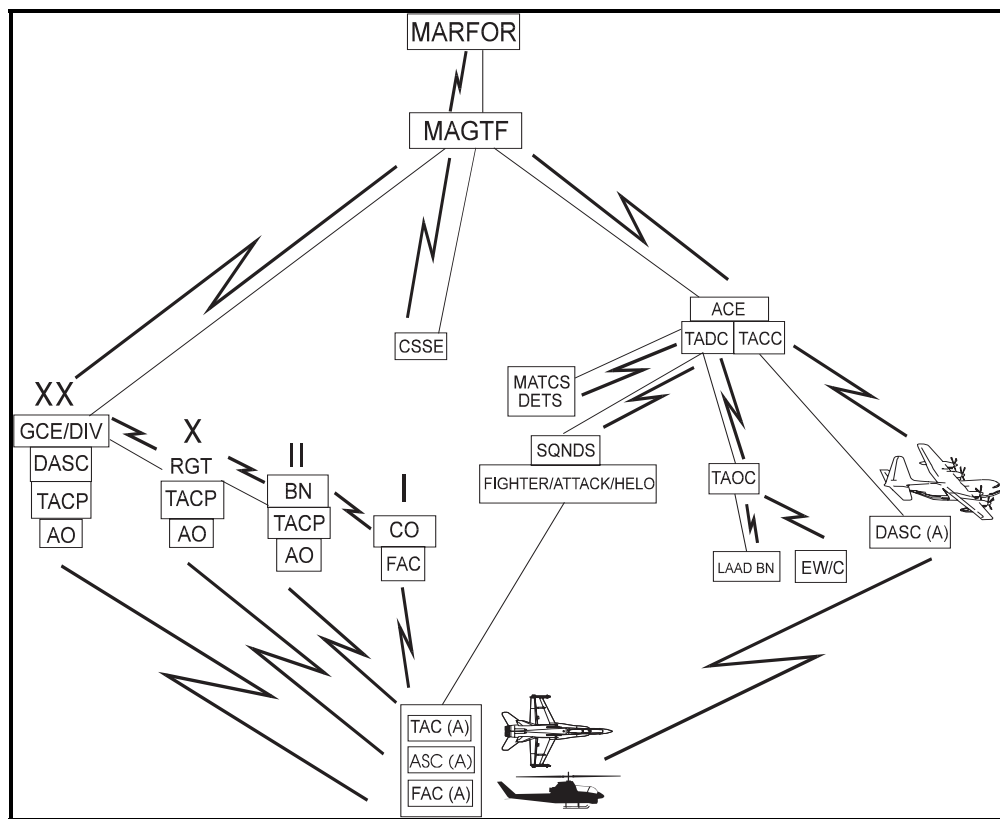 MARFOR
MAGTF
ACE
TADC TACC
CSSE
MATCS
DETS
XX
GCE/DIV
DASC
TACP
AO
X
RGT
TACP
AO
II
BN
TACP
AO
I
CO
FAC
SQNDS
FIGHTER/ATTACK/HELO
TAOC
LAAD BN
EW/C
DASC (A)
TAC (A)
ASC (A)
FAC (A)